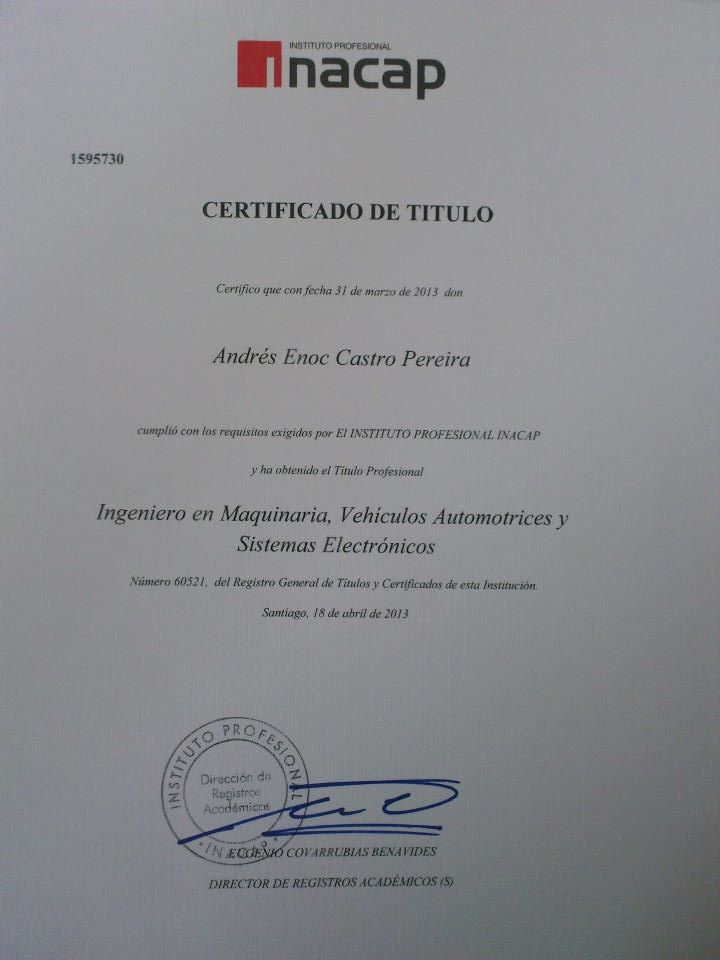 INSTITUTO PROFESIONAL
inacap
1595730
CERTIFICADO DE TITULO
Certifico que con fecha 31 de marzo de 2013 don
Andrés Enoc Castro Pereira
cumplió con los requisitos exigidos por El INSTITUTO PROFESIONAL INACAP
y ha obtenido el Título Profesional
Ingeniero en Maquinaria, Vehículos Automotrices y
Sistemas Electrónicos
Número 60521, del Registro General de Títulos y Certificados de esta Institución.
Santiago, 18 de abril de 2013
INSTITUTO PROFESIONAL
Dirección de
Registros
Académicos
INACAP
EUGENIO COVARRUBIAS BENAVIDES
DIRECTOR DE REGISTROS ACADÉMICOS (S)